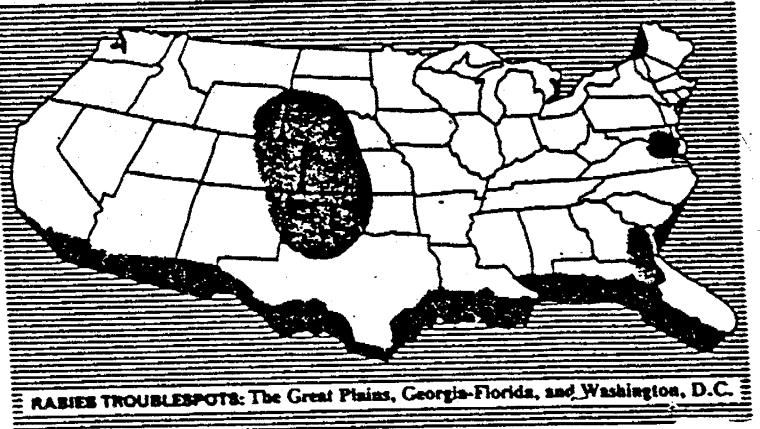 RABIES TROUBLESPOTS: The Great Plains, Georgia-Florida, and Washington, D.C.